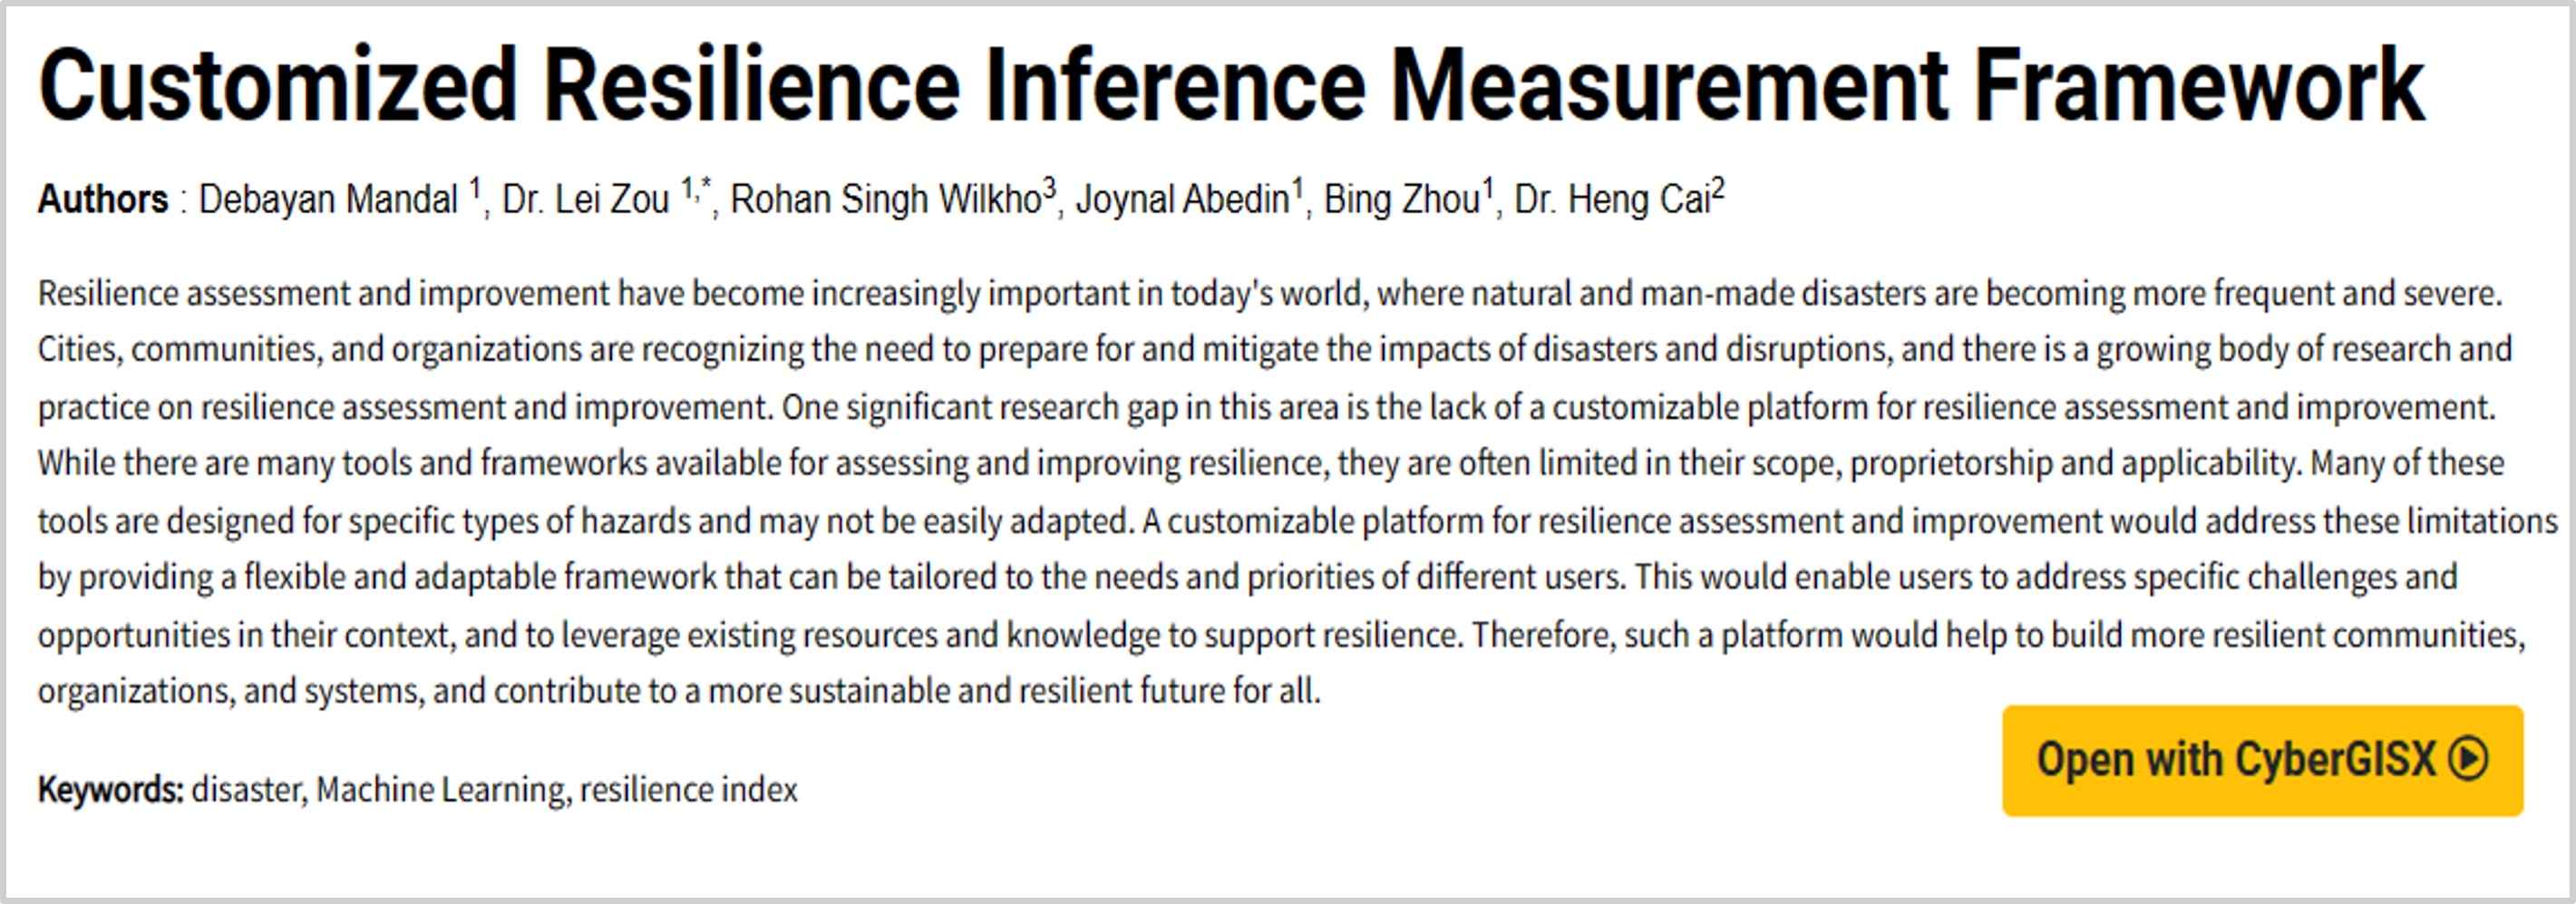 Customized Resilience Inference Measurement Framework
Authors : Debayan Mandal 1, Dr. Lei Zou 1,*, Rohan Singh Wilkho3, Joynal Abedin1, Bing Zhou1, Dr. Heng Cai2
Resilience assessment and improvement have become increasingly important in today's world, where natural and man-made disasters are becoming more frequent and severe.
Cities, communities, and organizations are recognizing the need to prepare for and mitigate the impacts of disasters and disruptions, and there is a growing body of research and
practice on resilience assessment and improvement. One significant research gap in this area is the lack of a customizable platform for resilience assessment and improvement.
While there are many tools and frameworks available for assessing and improving resilience, they are often limited in their scope, proprietorship and applicability. Many of these
tools are designed for specific types of hazards and may not be easily adapted. A customizable platform for resilience assessment and improvement would address these limitations
by providing a flexible and adaptable framework that can be tailored to the needs and priorities of different users. This would enable users to address specific challenges and
opportunities in their context, and to leverage existing resources and knowledge to support resilience. Therefore, such a platform would help to build more resilient communities,
organizations, and systems, and contribute to a more sustainable and resilient future for all.
Keywords: disaster, Machine Learning, resilience index
Open with CyberGISX